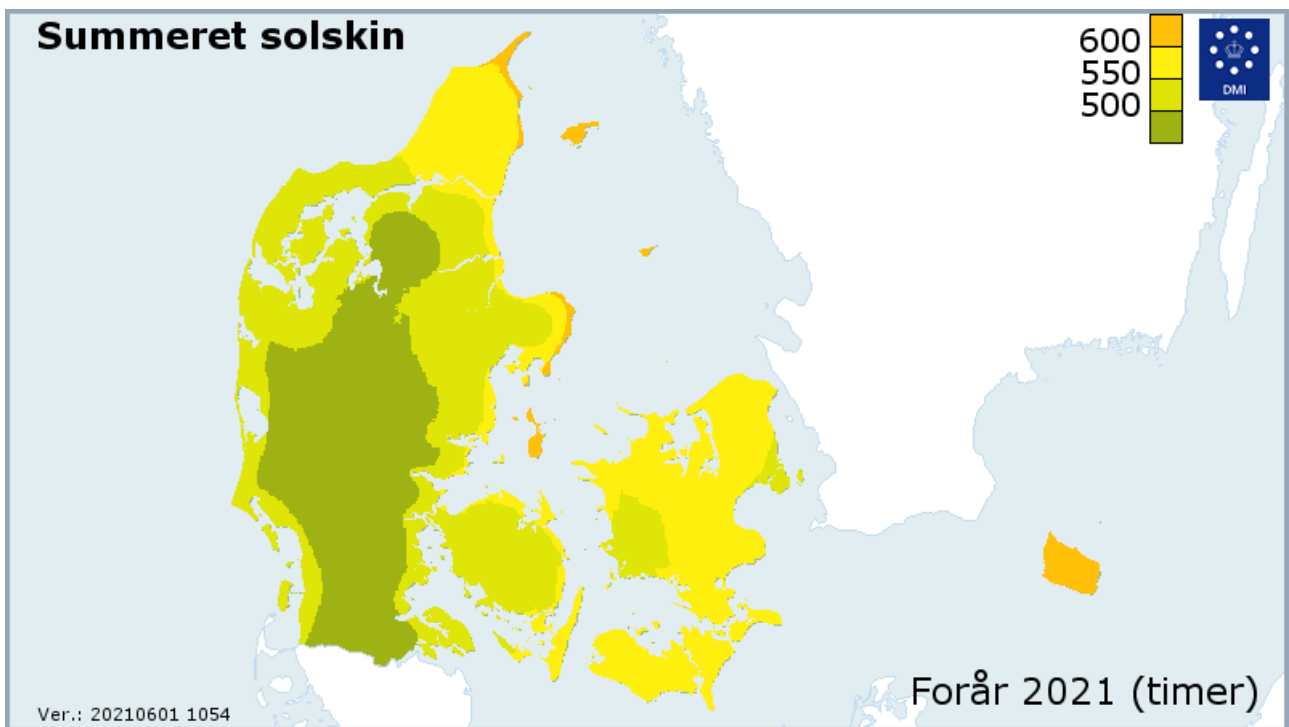 Summeret solskin
600
550
500
DMI
Forår 2021 (timer)
Ver.: 20210601 1054